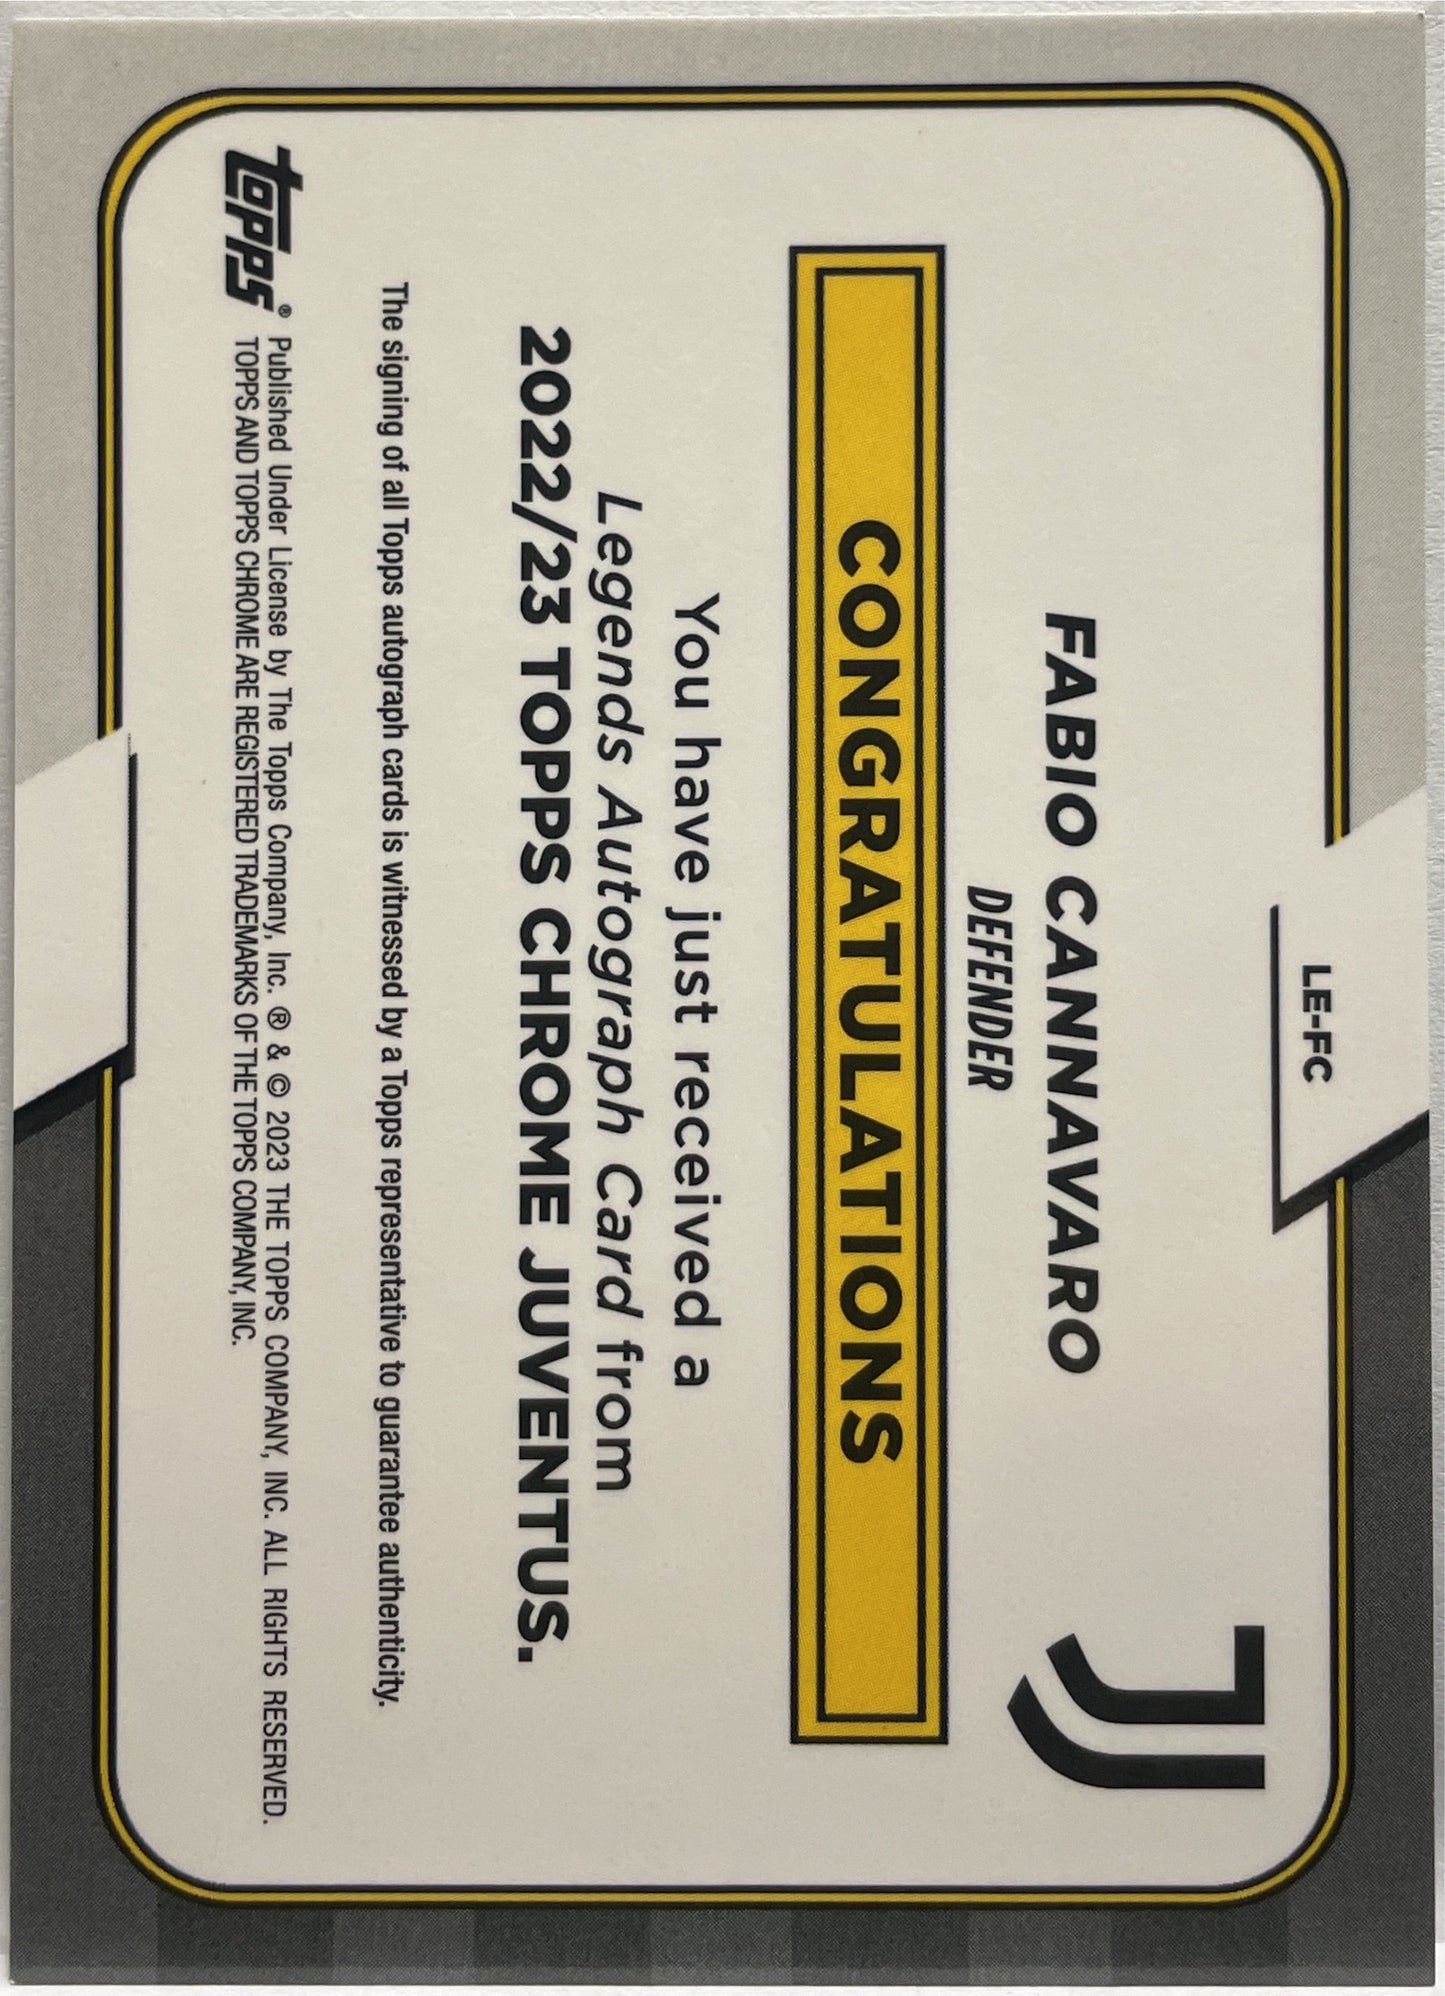 LE-FC
FABIO CANNAVARO
DEFENDER
CONGRATULATIONS
You have just received a
Legends Autograph Card from
2022/23 TOPPS CHROME JUVENTUS.
The signing of all Topps autograph cards is witnessed by a Topps representative to guarantee authenticity.
topps® Published Under License by The Topps Company, Inc. ® & © 2023 THE TOPPS COMPANY, INC. ALL RIGHTS RESERVED.
TOPPS AND TOPPS CHROME ARE REGISTERED TRADEMARKS OF THE TOPPS COMPANY, INC.